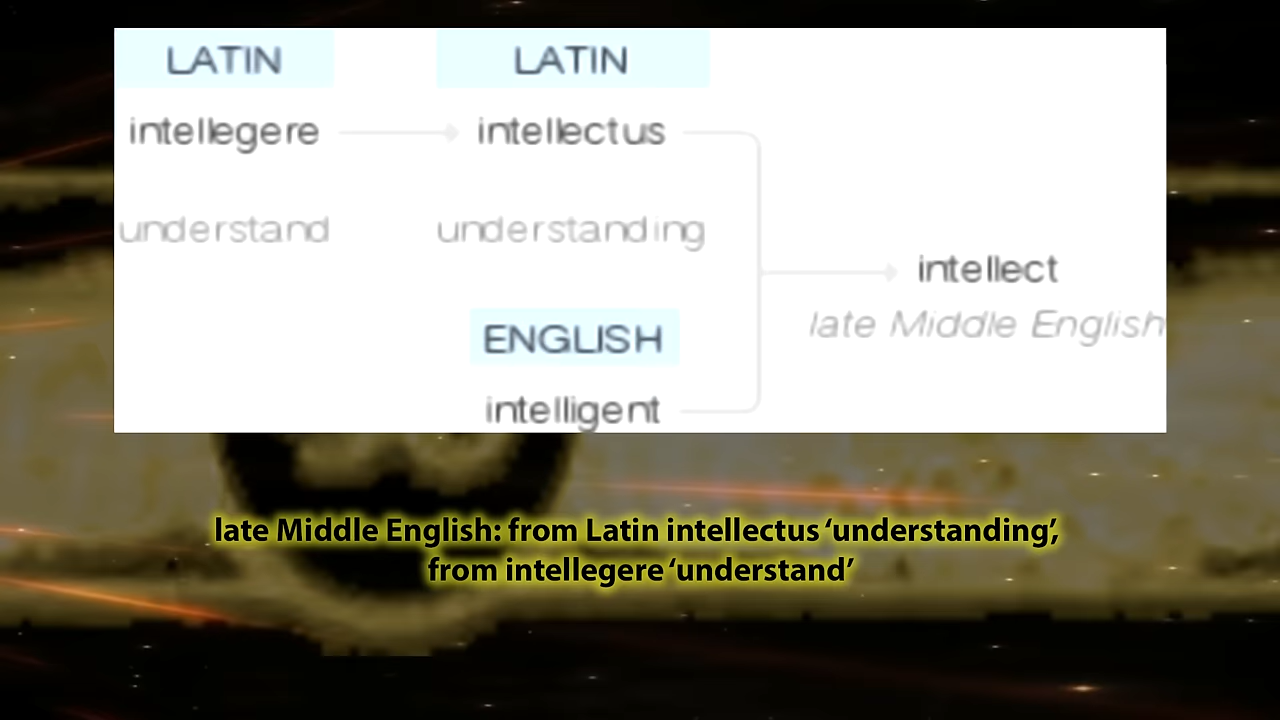 LATIN LATIN
intellegere intellectus
understand understanding
intellect
late Middle English
ENGLISH
intelligent
late Middle English: from Latin intellectus ‘understanding’,
from intellegere ‘understand’